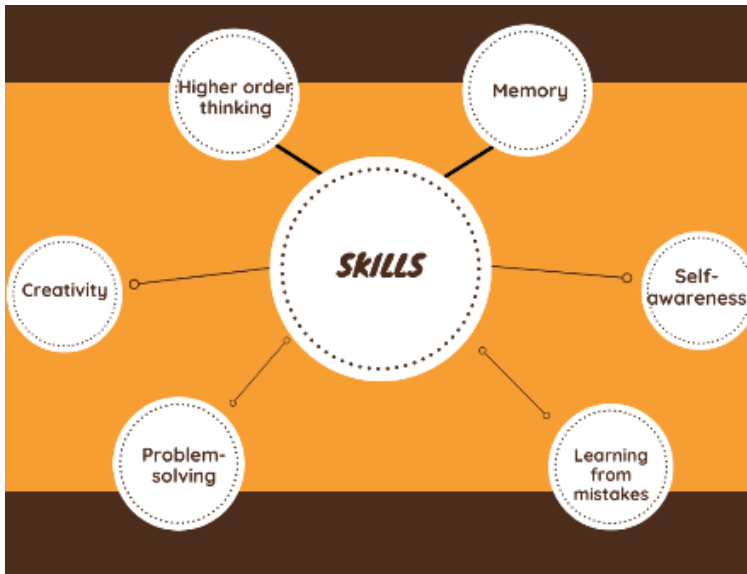 Higher order
thinking
Memory
SKILLS
Creativity
Self-
awareness
Problem-
solving
Learning
from
mistakes